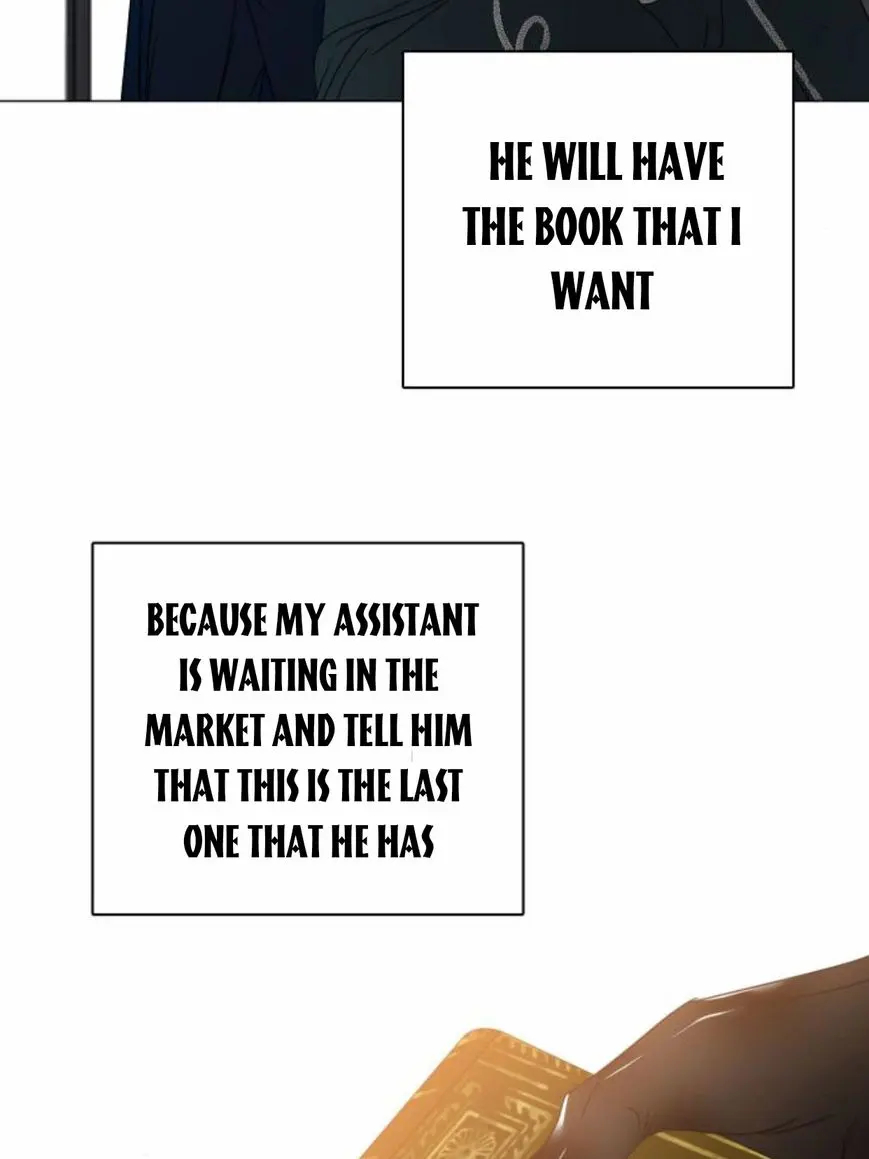 HE WILL HAVE
THE BOOK THAT I
WANT
BECAUSE MY ASSISTANT
IS WAITING IN THE
MARKET AND TELL HIM
THAT THIS IS THE LAST
ONE THAT HE HAS